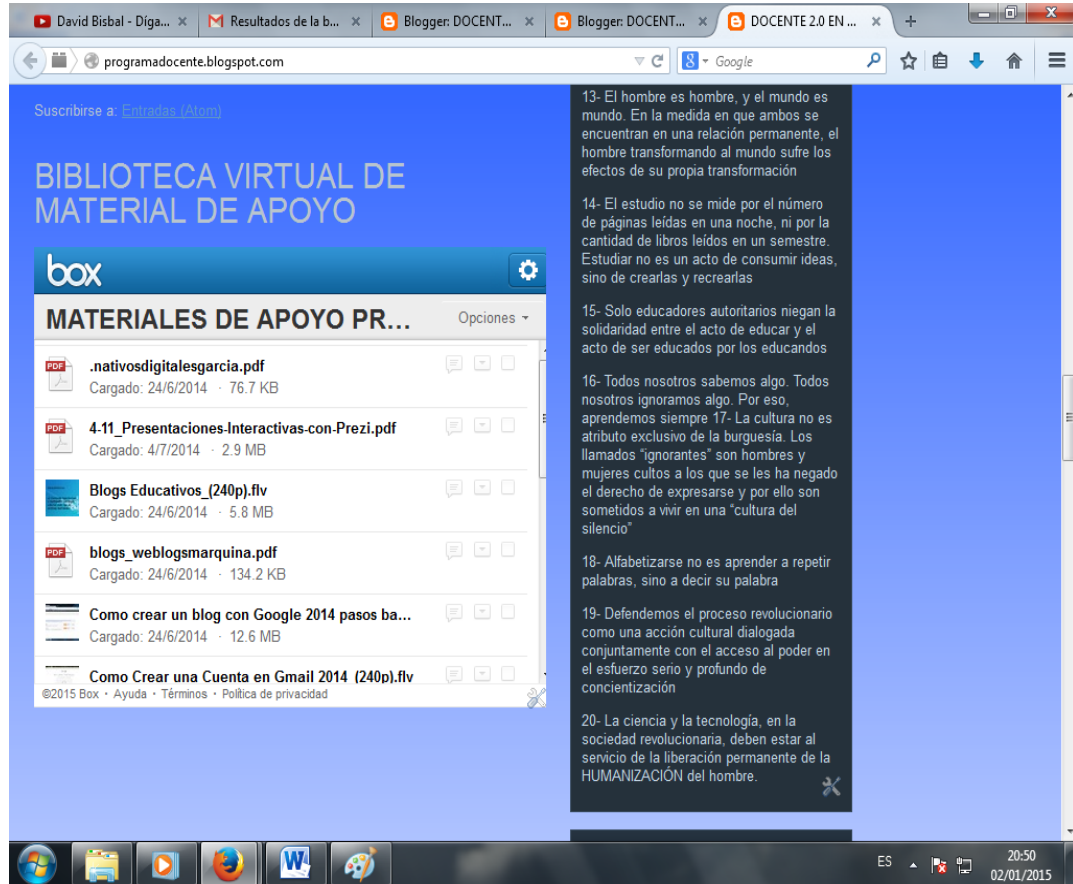 David Bisbal - Díga...
Resultados de la b...
Blogger: DOCENT...
Blogger: DOCENT...
DOCENTE 2.0 EN ...
programadocente.blogspot.com
Google
Suscribirse a: Entradas (Atom)
BIBLIOTECA VIRTUAL DE
MATERIAL DE APOYO
box
MATERIALES DE APOYO PR...
Opciones
PDF
.nativosdigitalesgarcia.pdf
Cargado: 24/6/2014 · 76.7 KB
PDF
4-11_Presentaciones-Interactivas-con-Prezi.pdf
Cargado: 4/7/2014 · 2.9 MB
Blogs Educativos_(240p).flv
Cargado: 24/6/2014 · 5.8 MB
PDF
blogs_weblogsmarquina.pdf
Cargado: 24/6/2014 · 134.2 KB
Como crear un blog con Google 2014 pasos ba...
Cargado: 24/6/2014 · 12.6 MB
Como Crear una Cuenta en Gmail 2014 (240p).flv
©2015 Box · Ayuda · Términos · Política de privacidad
13- El hombre es hombre, y el mundo es
mundo. En la medida en que ambos se
encuentran en una relación permanente, el
hombre transformando al mundo sufre los
efectos de su propia transformación
14- El estudio no se mide por el número
de páginas leídas en una noche, ni por la
cantidad de libros leídos en un semestre.
Estudiar no es un acto de consumir ideas,
sino de crearlas y recrearlas
15- Solo educadores autoritarios niegan la
solidaridad entre el acto de educar y el
acto de ser educados por los educandos
16- Todos nosotros sabemos algo. Todos
nosotros ignoramos algo. Por eso,
aprendemos siempre 17- La cultura no es
atributo exclusivo de la burguesía. Los
llamados “ignorantes” son hombres y
mujeres cultos a los que se les ha negado
el derecho de expresarse y por ello son
sometidos a vivir en una “cultura del
silencio”
18- Alfabetizarse no es aprender a repetir
palabras, sino a decir su palabra
19- Defendemos el proceso revolucionario
como una acción cultural dialogada
conjuntamente con el acceso al poder en
el esfuerzo serio y profundo de
concientización
20- La ciencia y la tecnología, en la
sociedad revolucionaria, deben estar al
servicio de la liberación permanente de la
HUMANIZACIÓN del hombre.
ES
20:50
02/01/2015